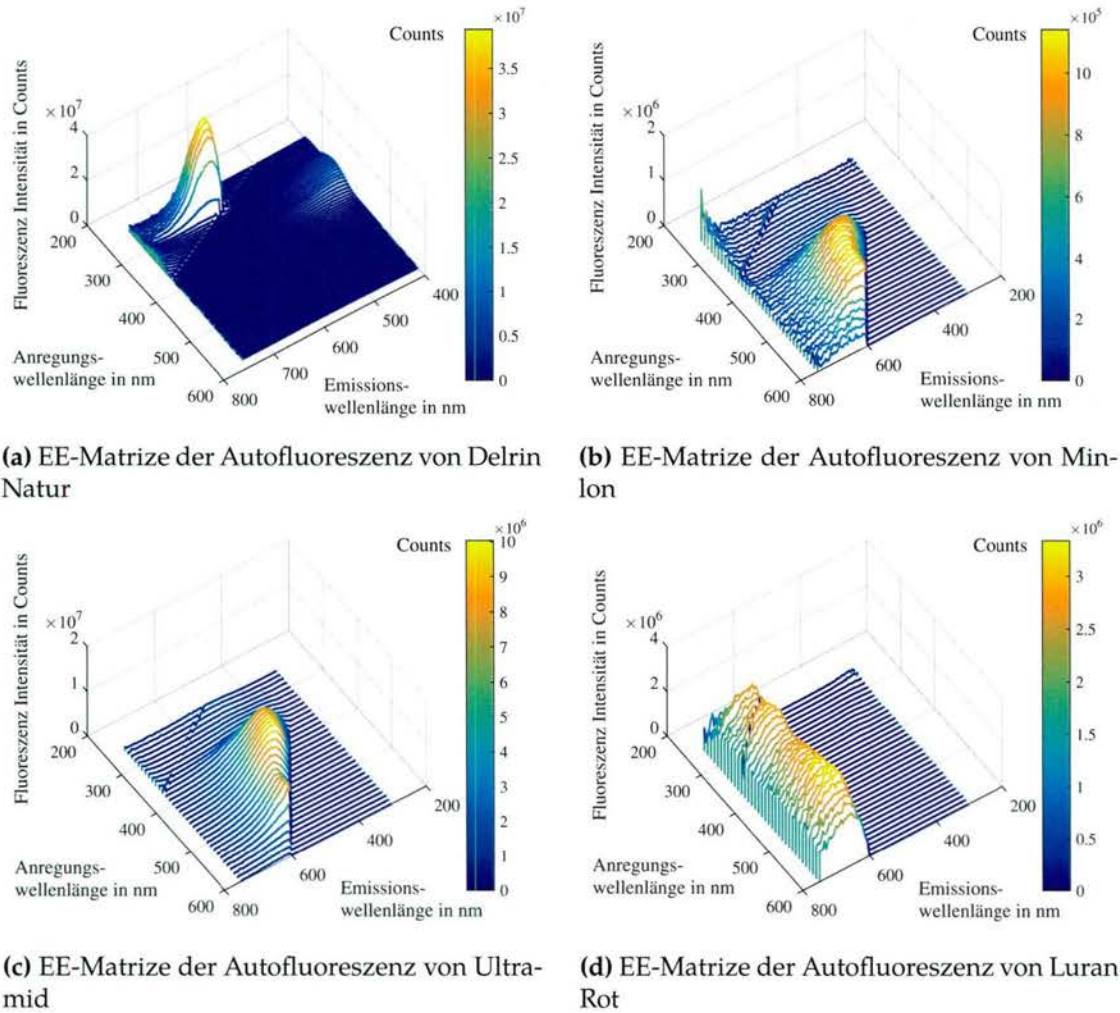 ×10⁷
Counts
3.5
3
2.5
2
1.5
1
0.5
0
Fluoreszenz Intensität in Counts
×10⁷
4
2
0
200
300
400
500
600
Anregungs-
wellenlänge in nm
800
700
600
500
400
Emissions-
wellenlänge in nm
(a) EE-Matrize der Autofluoreszenz von Delrin
Natur
×10⁵
Counts
10
8
6
4
2
0
Fluoreszenz Intensität in Counts
×10⁶
2
1
0
200
300
400
500
600
Anregungs-
wellenlänge in nm
800
600
400
200
Emissions-
wellenlänge in nm
(b) EE-Matrize der Autofluoreszenz von Min-
lon
×10⁶
Counts
10
9
8
7
6
5
4
3
2
1
0
Fluoreszenz Intensität in Counts
×10⁷
2
1
0
200
300
400
500
600
Anregungs-
wellenlänge in nm
800
600
400
200
Emissions-
wellenlänge in nm
(c) EE-Matrize der Autofluoreszenz von Ultra-
mid
×10⁶
Counts
3
2.5
2
1.5
1
0.5
0
Fluoreszenz Intensität in Counts
×10⁶
4
2
0
200
300
400
500
600
Anregungs-
wellenlänge in nm
800
600
400
200
Emissions-
wellenlänge in nm
(d) EE-Matrize der Autofluoreszenz von Luran
Rot